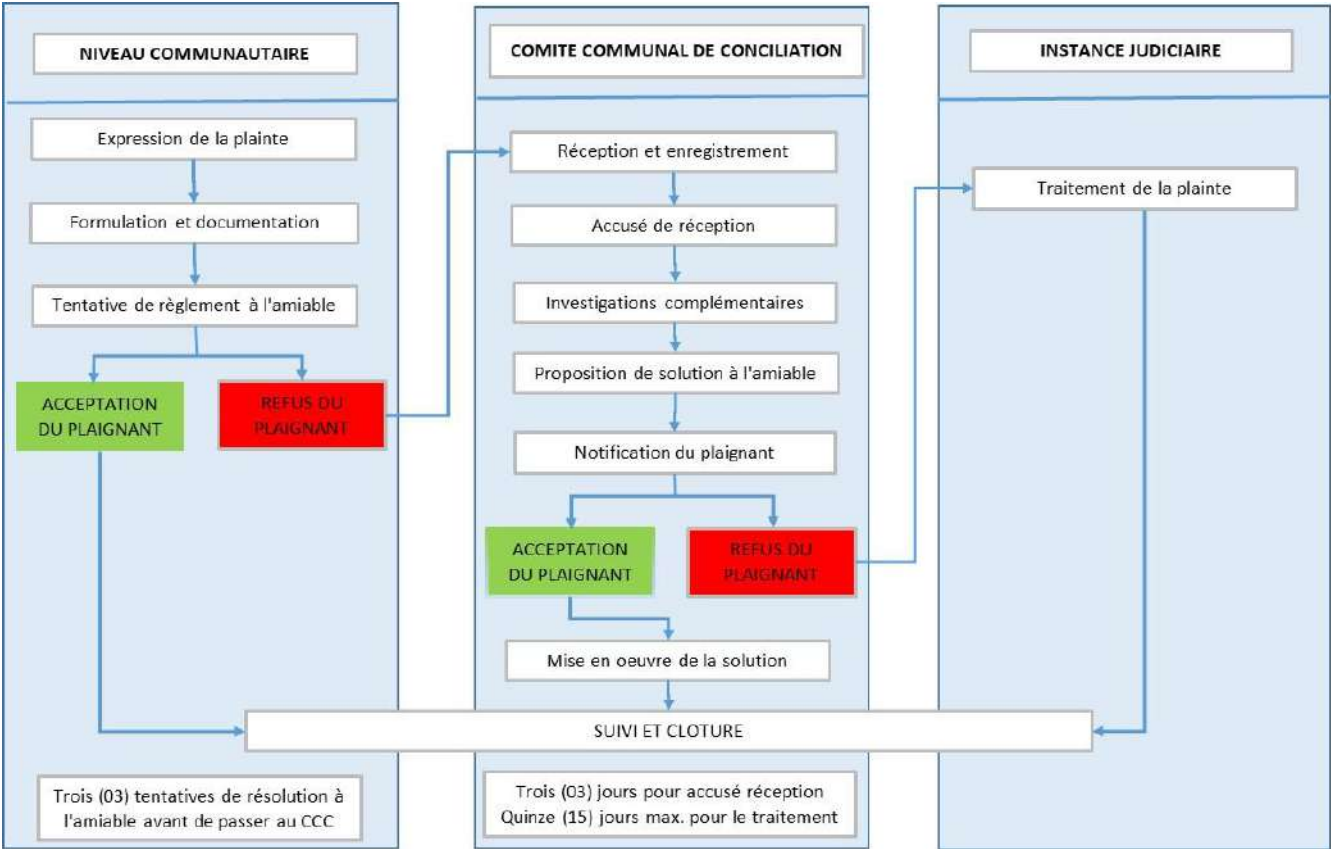 NIVEAU COMMUNAUTAIRE
Expression de la plainte
Formulation et documentation
Tentative de règlement à l'amiable
ACCEPTATION
DU PLAIGNANT
REFUS DU
PLAIGNANT
Trois (03) tentatives de résolution à
l'amiable avant de passer au CCC
COMITE COMMUNAL DE CONCILIATION
Réception et enregistrement
Accusé de réception
Investigations complémentaires
Proposition de solution à l'amiable
Notification du plaignant
ACCEPTATION
DU PLAIGNANT
REFUS DU
PLAIGNANT
Mise en oeuvre de la solution
SUIVI ET CLOTURE
Trois (03) jours pour accusé réception
Quinze (15) jours max. pour le traitement
INSTANCE JUDICIAIRE
Traitement de la plainte